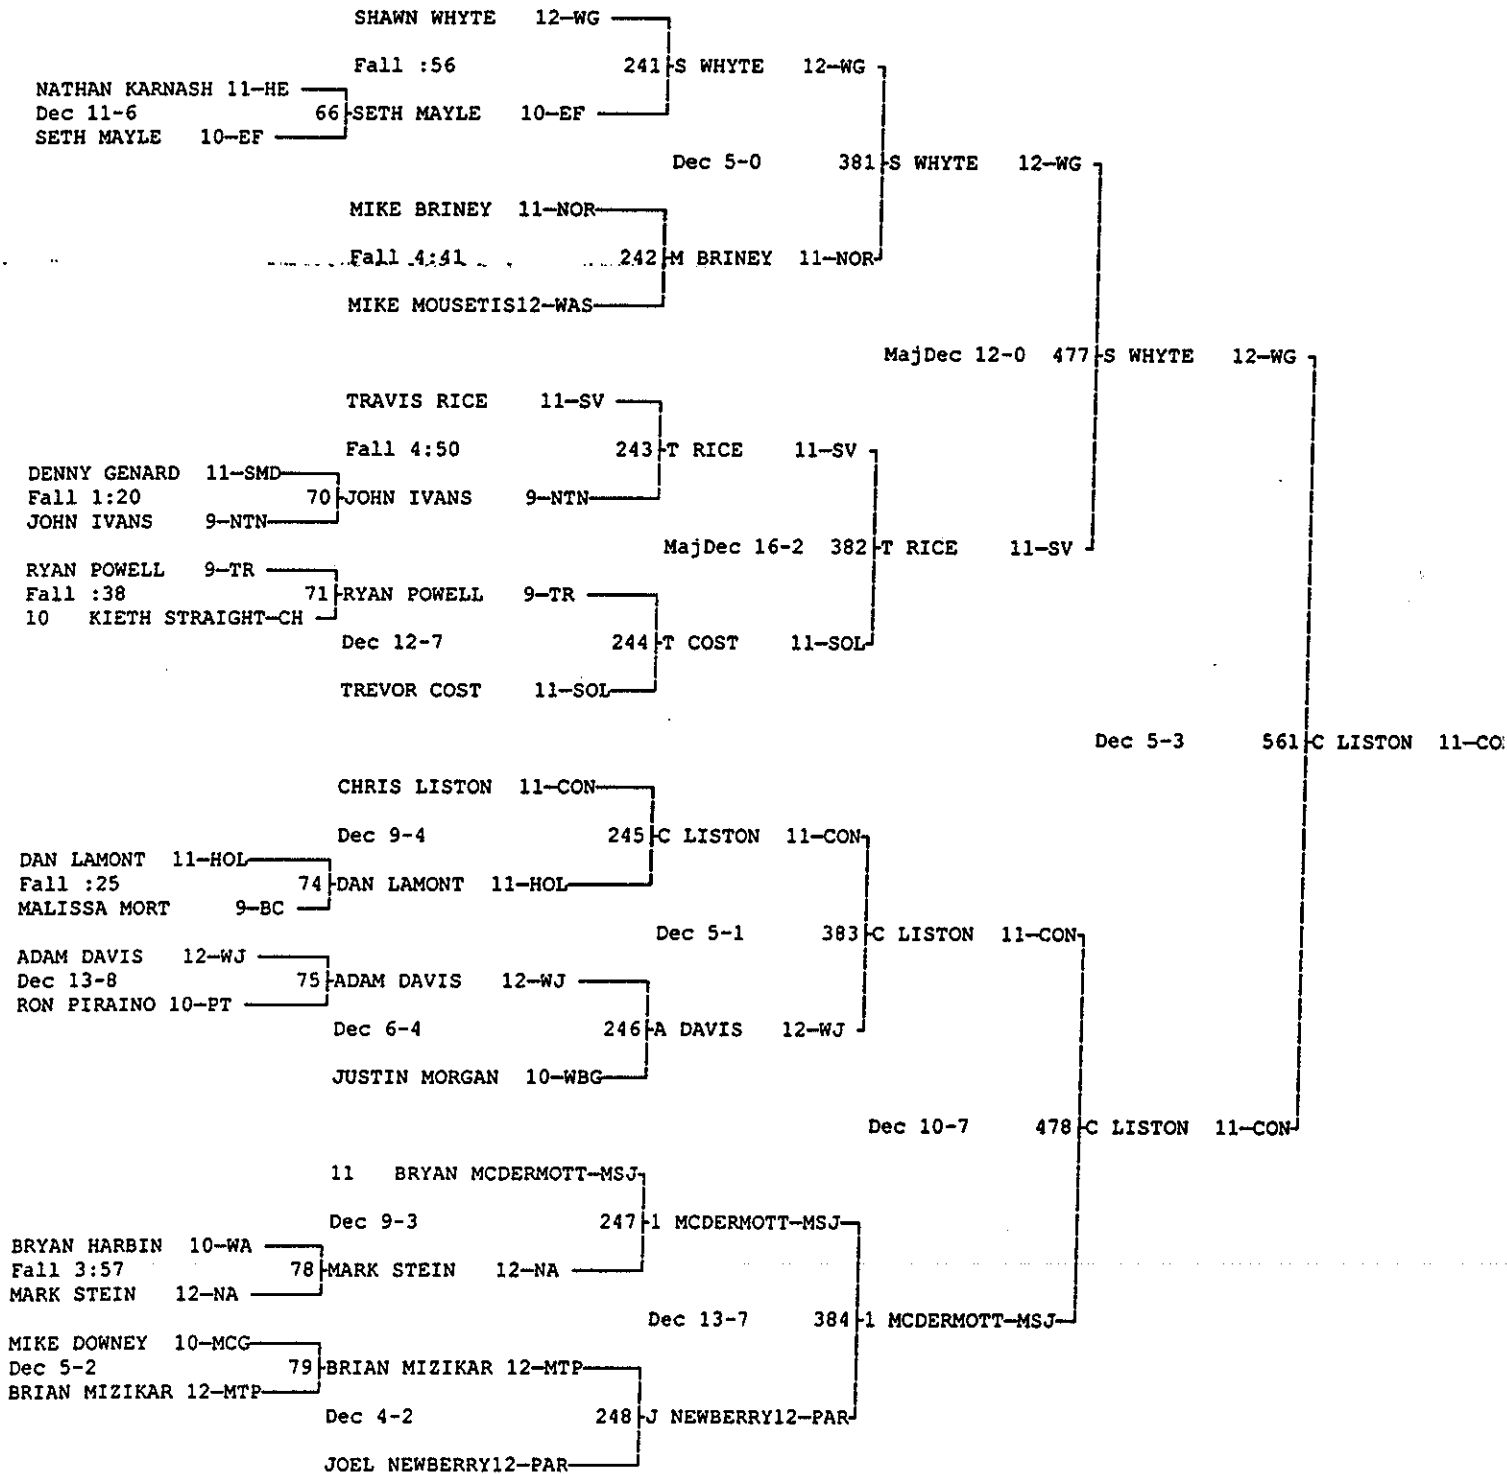 SHAWN WHYTE 12-WG
Fall :56 241 S WHYTE 12-WG
NATHAN KARNASH 11-HE
Dec 11-6 66 SETH MAYLE 10-EF
SETH MAYLE 10-EF
Dec 5-0 381 S WHYTE 12-WG
MIKE BRINEY 11-NOR
Fall 4:41 242 M BRINEY 11-NOR
MIKE MOUSETIS12-WAS
MajDec 12-0 477 S WHYTE 12-WG
TRAVIS RICE 11-SV
Fall 4:50 243 T RICE 11-SV
DENNY GENARD 11-SMD
Fall 1:20 70 JOHN IVANS 9-NTN
JOHN IVANS 9-NTN
MajDec 16-2 382 T RICE 11-SV
RYAN POWELL 9-TR
Fall :38 71 RYAN POWELL 9-TR
10 KIETH STRAIGHT-CH
Dec 12-7 244 T COST 11-SOL
TREVOR COST 11-SOL
Dec 5-3 561 C LISTON 11-CO
CHRIS LISTON 11-CON
Dec 9-4 245 C LISTON 11-CON
DAN LAMONT 11-HOL
Fall :25 74 DAN LAMONT 11-HOL
MALISSA MORT 9-BC
Dec 5-1 383 C LISTON 11-CON
ADAM DAVIS 12-WJ
Dec 13-8 75 ADAM DAVIS 12-WJ
RON PIRAINO 10-PT
Dec 6-4 246 A DAVIS 12-WJ
JUSTIN MORGAN 10-WBG
Dec 10-7 478 C LISTON 11-CON
11 BRYAN MCDERMOTT-MSJ
Dec 9-3 247 1 MCDERMOTT-MSJ
BRYAN HARBIN 10-WA
Fall 3:57 78 MARK STEIN 12-NA
MARK STEIN 12-NA
Dec 13-7 384 1 MCDERMOTT-MSJ
MIKE DOWNEY 10-MCG
Dec 5-2 79 BRIAN MIZIKAR 12-MTP
BRIAN MIZIKAR 12-MTP
Dec 4-2 248 J NEWBERRY12-PAR
JOEL NEWBERRY12-PAR